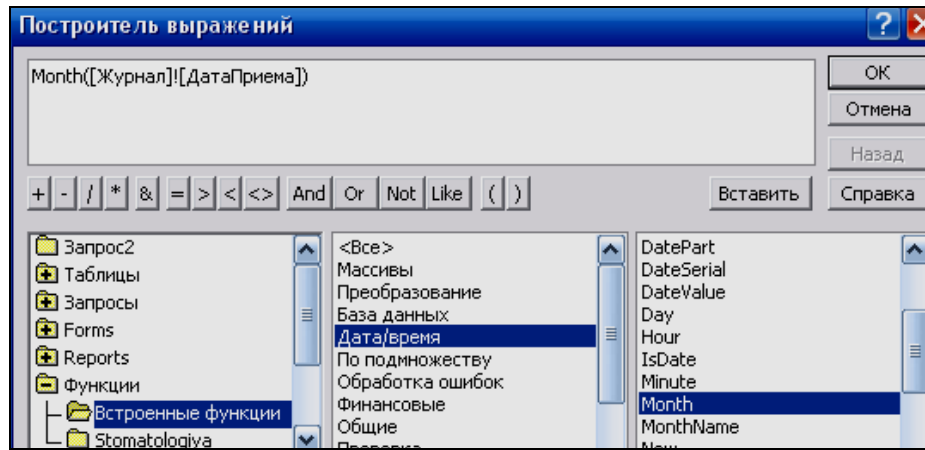 Построитель выражений
?
Month([Журнал]![ДатаПриема])
ОК
Отмена
Назад
+ - / * & = > < <> And Or Not Like ( ) Вставить Справка
Запрос2
Таблицы
Запросы
Forms
Reports
Функции
Встроенные функции
Stomatologiya
<Все>
Массивы
Преобразование
База данных
Дата/время
По подмножеству
Обработка ошибок
Финансовые
Общие
DatePart
DateSerial
DateValue
Day
Hour
IsDate
Minute
Month
MonthName